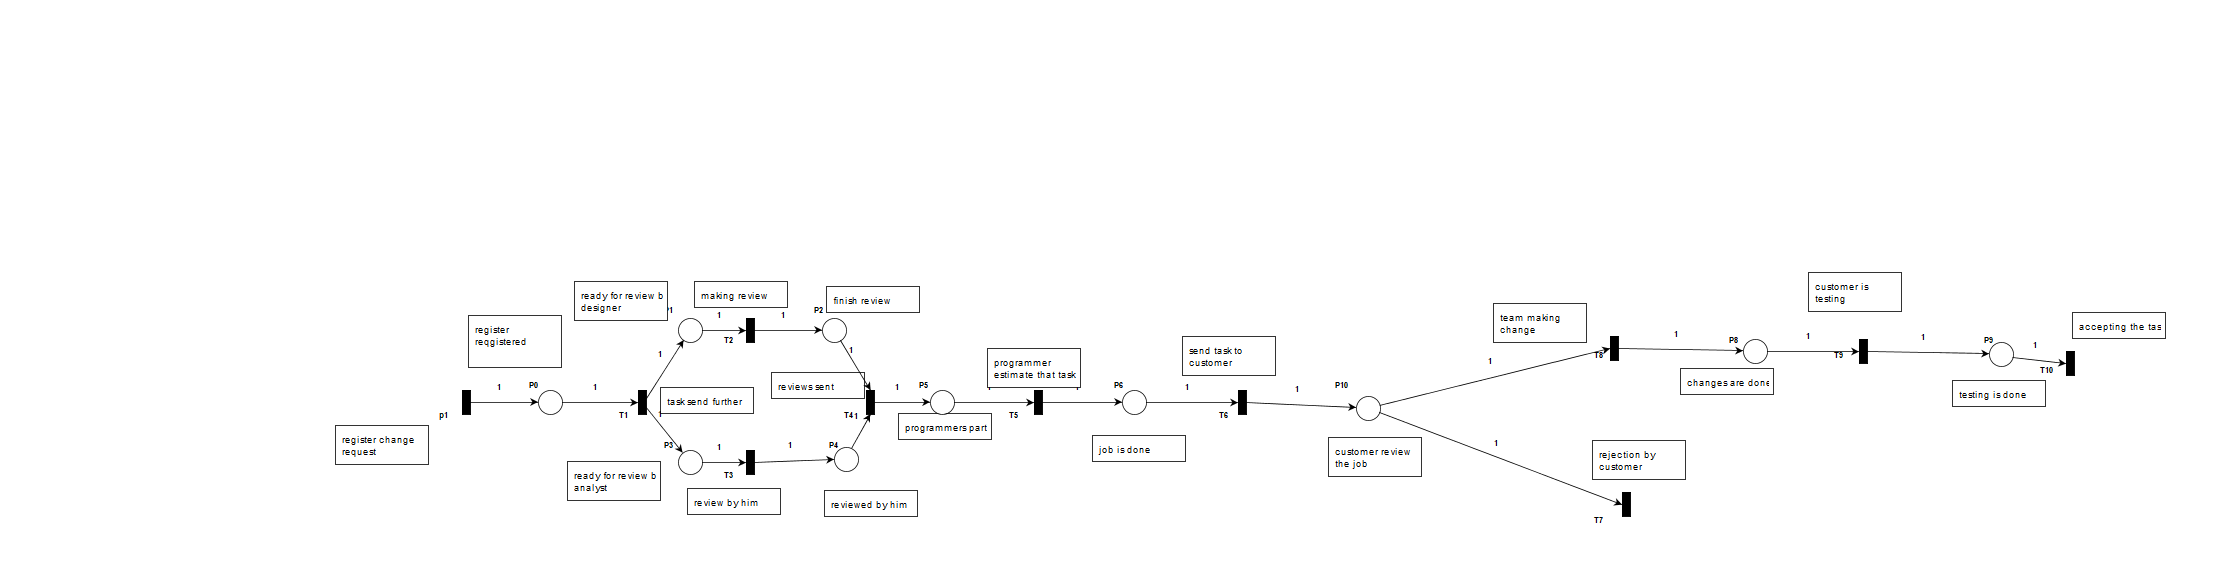 customer is
testing
ready for review b
designer
making review
finish review
team making
change
accepting the tas
register
reqgistered
1
1
P2
T2
1
1
1
P8
1
T8
1
T9
1
P9
1
T10
send task to
customer
programmer
estimate that task
1
changes are done
testing is done
reviews sent
1
P0
1
task send further
1
P5
P6
1
1
P10
p1
T1
1
T4
1
T5
T6
programmers part
register change
request
P3
1
1
P4
T3
job is done
customer review
the job
1
rejection by
customer
ready for review b
analyst
review by him
reviewed by him
T7